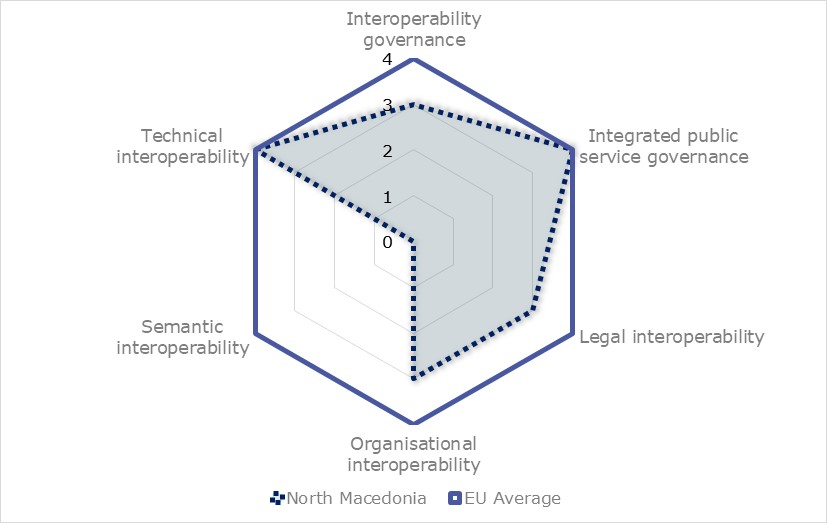 Interoperability
governance
4
3
2
1
0
Technical
interoperability
Integrated public
service governance
Semantic
interoperability
Legal interoperability
Organisational
interoperability
North Macedonia
EU Average